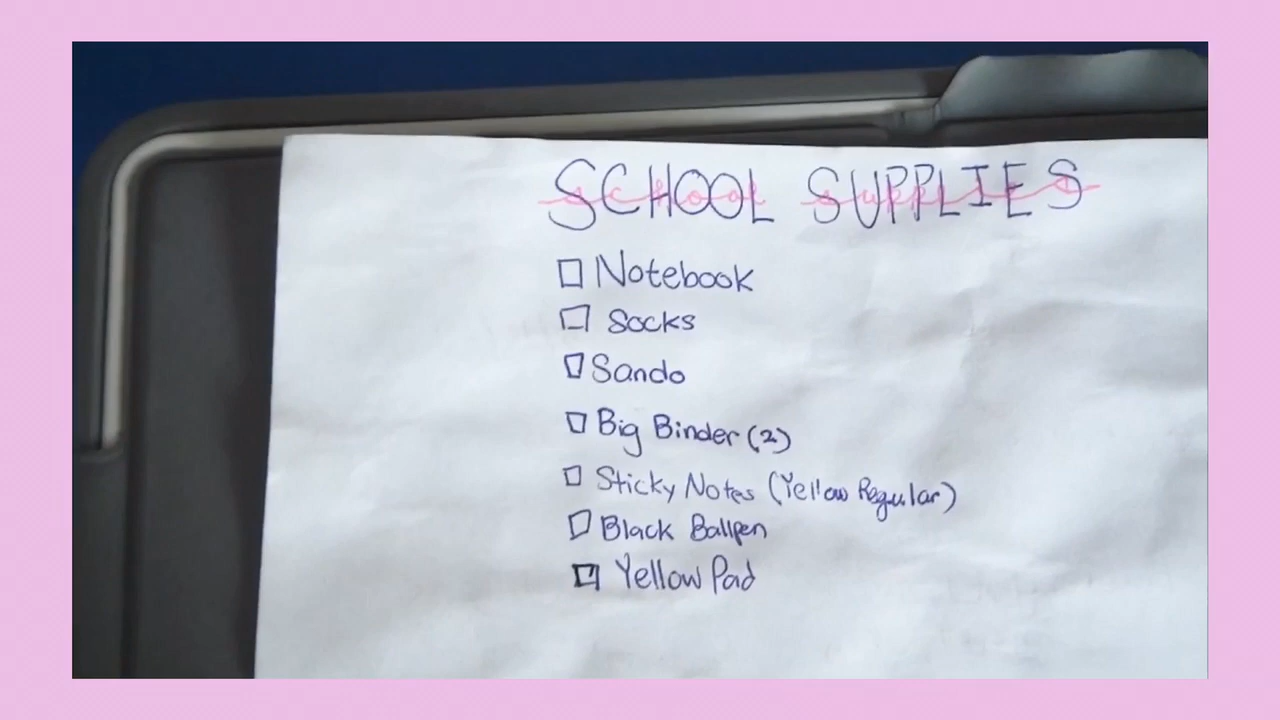 SCHOOL SUPPLIES
Notebook
Socks
Sando
Big Binder (2)
Sticky Notes (Yellow Regular)
Black Ballpen
Yellow Pad